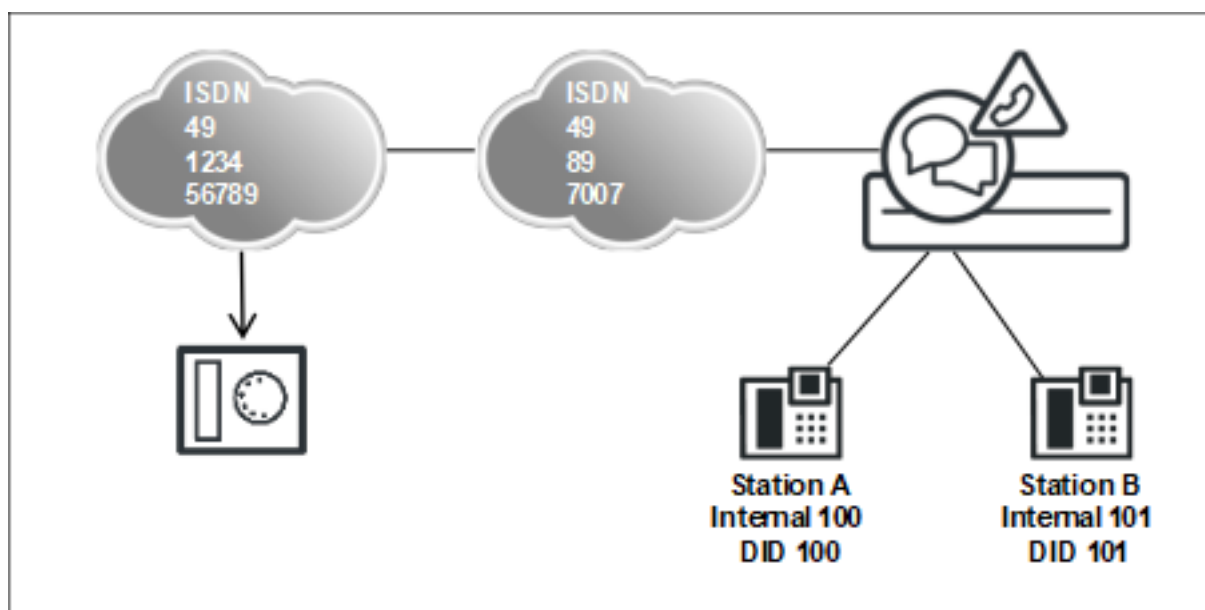 ISDN
49
1234
56789
ISDN
49
89
7007
Station A
Internal 100
DID 100
Station B
Internal 101
DID 101